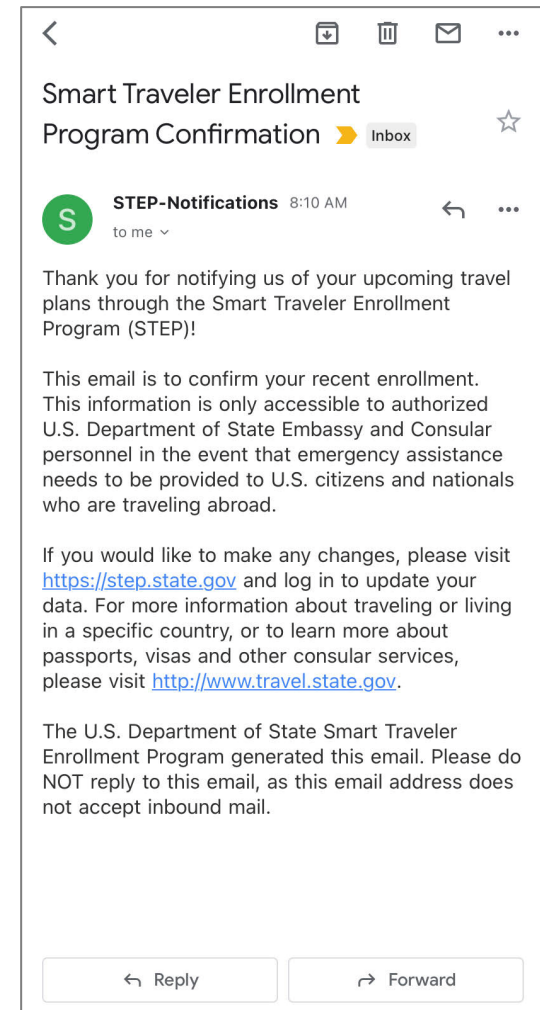 Smart Traveler Enrollment
Program Confirmation Inbox
S
STEP-Notifications 8:10 AM
to me
Thank you for notifying us of your upcoming travel
plans through the Smart Traveler Enrollment
Program (STEP)!
This email is to confirm your recent enrollment.
This information is only accessible to authorized
U.S. Department of State Embassy and Consular
personnel in the event that emergency assistance
needs to be provided to U.S. citizens and nationals
who are traveling abroad.
If you would like to make any changes, please visit
https://step.state.gov and log in to update your
data. For more information about traveling or living
in a specific country, or to learn more about
passports, visas and other consular services,
please visit http://www.travel.state.gov.
The U.S. Department of State Smart Traveler
Enrollment Program generated this email. Please do
NOT reply to this email, as this email address does
not accept inbound mail.
Reply Forward